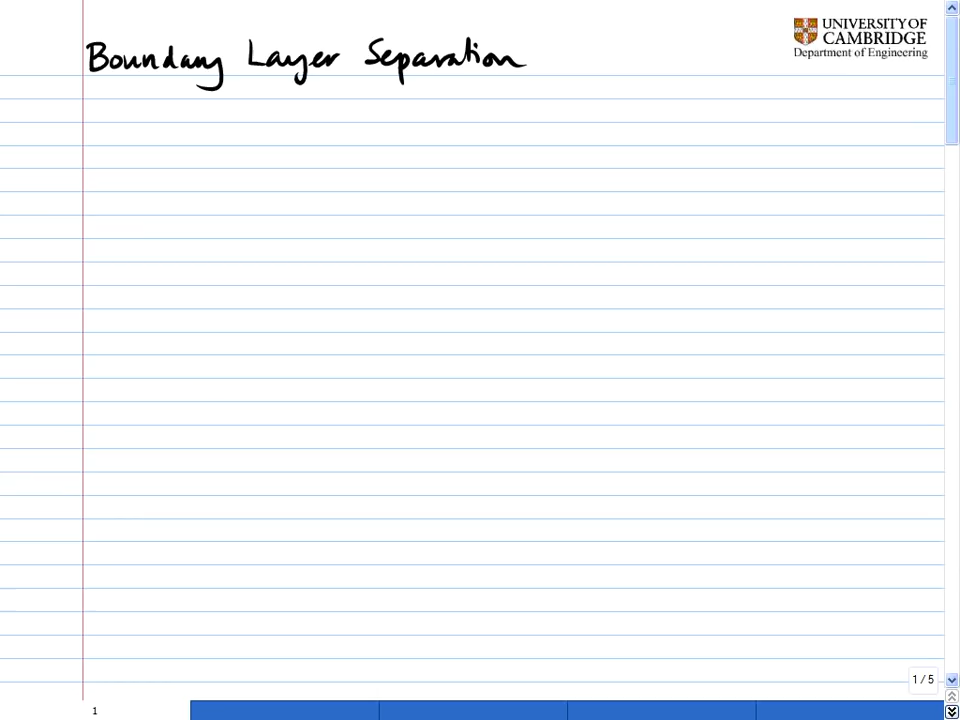 Boundary Layer Separation
UNIVERSITY OF
CAMBRIDGE
Department of Engineering
1 / 5
1